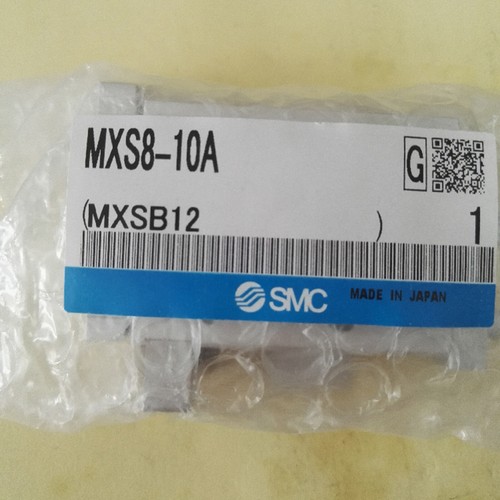 MXS8-10A
G
(MXSB12 )
1
SMC
MADE IN JAPAN